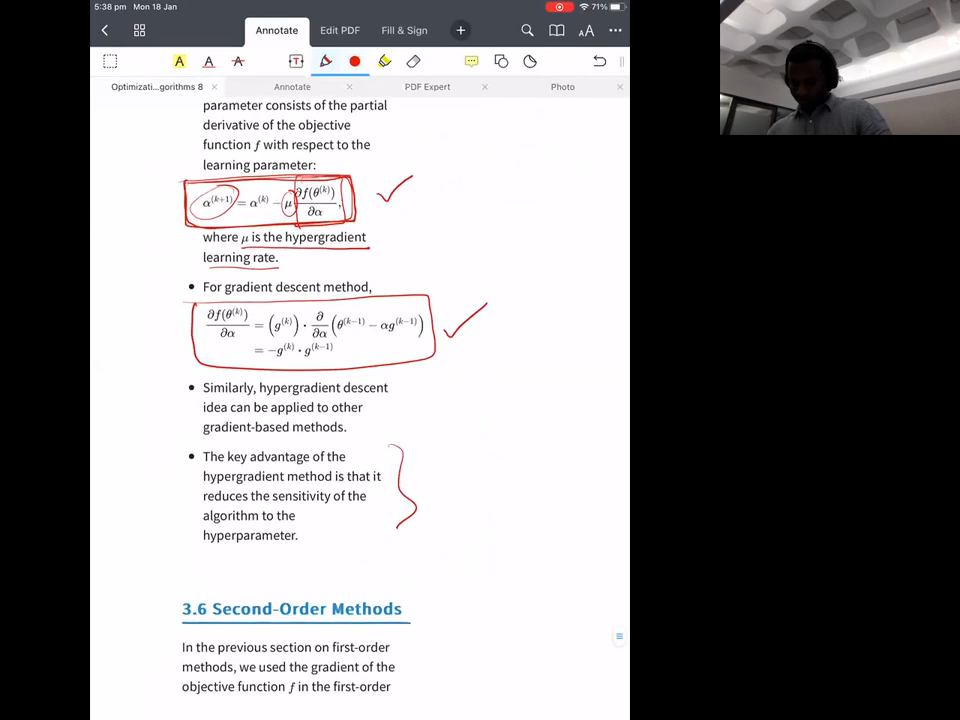 5:38 pm Mon 18 Jan
71%
Annotate
Edit PDF
Fill & Sign
AA
Optimizati...gorithms 8
Annotate
PDF Expert
Photo
parameter consists of the partial
derivative of the objective
function f with respect to the
learning parameter:
α^(k+1) = α^(k) − μ ∂f(θ^(k))/∂α,
where μ is the hypergradient
learning rate.
• For gradient descent method,
∂f(θ^(k))/∂α = (g^(k)) · ∂/∂α (θ^(k−1) − αg^(k−1))
= −g^(k) · g^(k−1)
• Similarly, hypergradient descent
idea can be applied to other
gradient-based methods.
• The key advantage of the
hypergradient method is that it
reduces the sensitivity of the
algorithm to the
hyperparameter.
3.6 Second-Order Methods
In the previous section on first-order
methods, we used the gradient of the
objective function f in the first-order